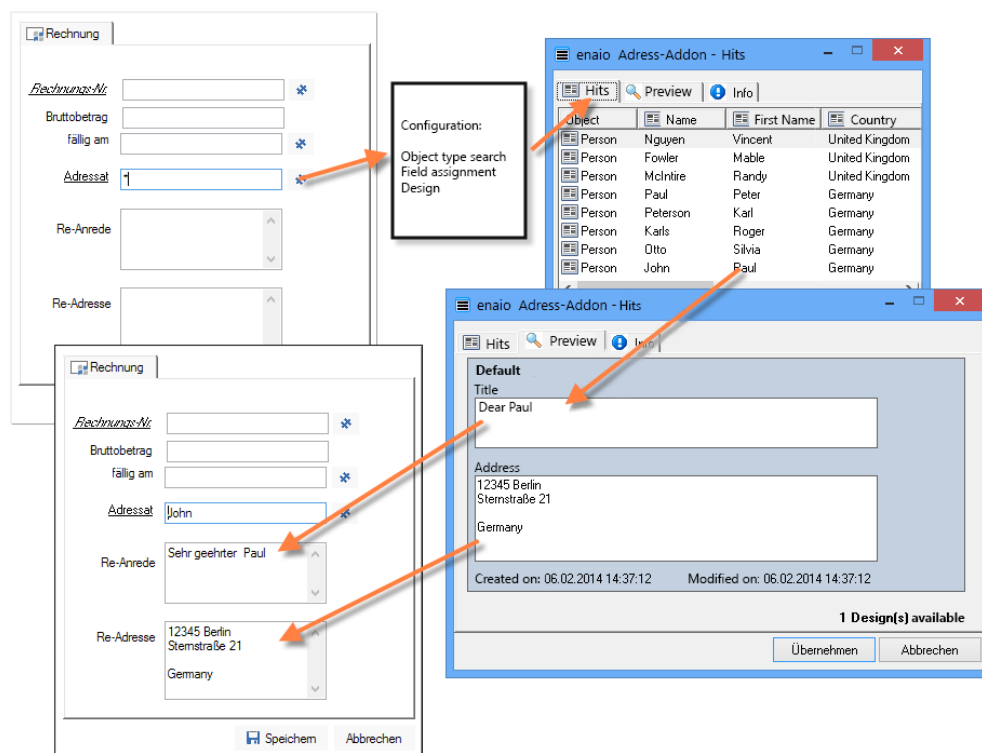 Rechnung
Rechnungs-Nr.
Bruttobetrag
fällig am
Adressat
*
Re-Anrede
Re-Adresse
Configuration:
Object type search
Field assignment
Design
enaio Adress-Addon - Hits
Hits Preview Info
Object Name First Name Country
Person Nguyen Vincent United Kingdom
Person Fowler Mable United Kingdom
Person McIntire Randy United Kingdom
Person Paul Peter Germany
Person Peterson Karl Germany
Person Karls Roger Germany
Person Otto Silvia Germany
Person John Paul Germany
enaio Adress-Addon - Hits
Hits Preview Info
Default
Title
Dear Paul
Address
12345 Berlin
Sternstraße 21
Germany
Created on: 06.02.2014 14:37:12 Modified on: 06.02.2014 14:37:12
1 Design(s) available
Übernehmen Abbrechen
Rechnung
Rechnungs-Nr.
Bruttobetrag
fällig am
Adressat John
Re-Anrede Sehr geehrter Paul
Re-Adresse 12345 Berlin
Sternstraße 21
Germany
Speichern Abbrechen